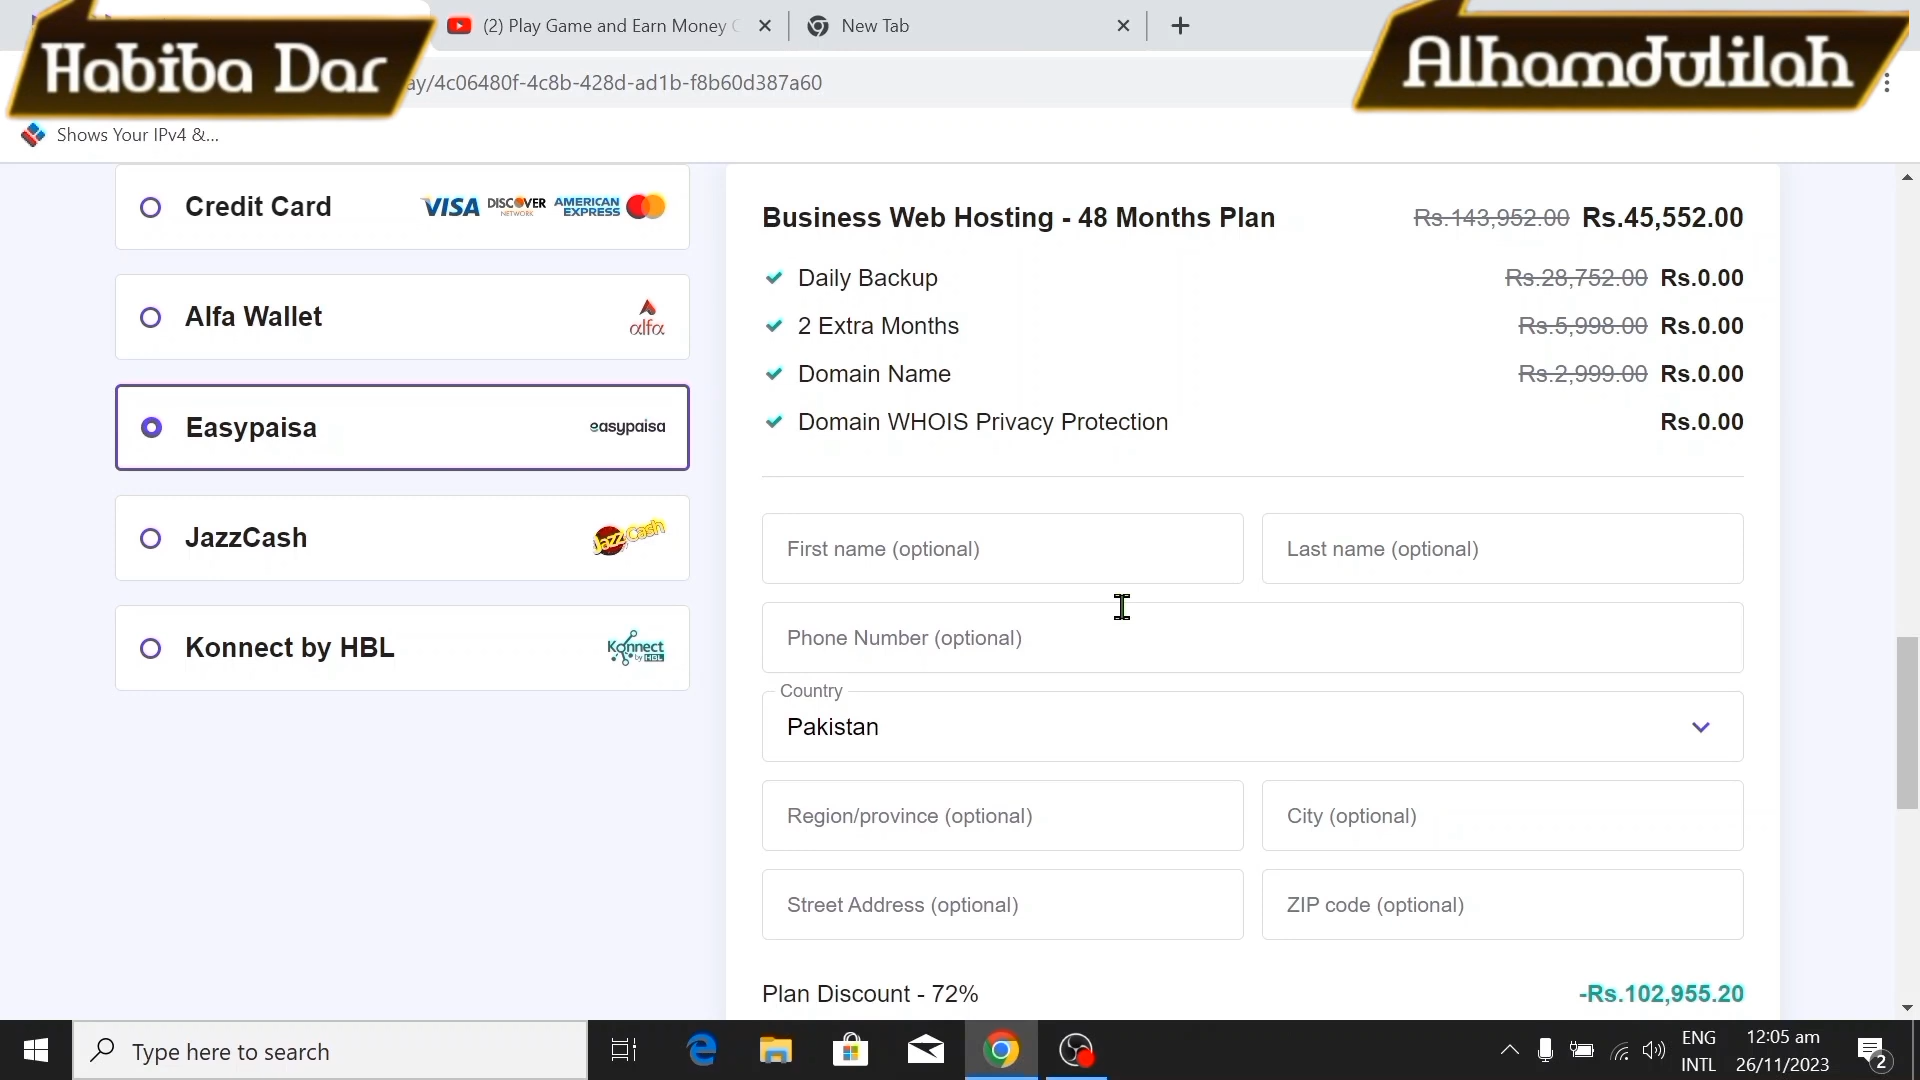 Habiba Dar
(2) Play Game and Earn Money
New Tab
Alhamdulilah
ay/4c06480f-4c8b-428d-ad1b-f8b60d387a60
Shows Your IPv4 &...
Credit Card
VISA DISCOVER NETWORK AMERICAN EXPRESS
Alfa Wallet
alfa
Easypaisa
easypaisa
JazzCash
JazzCash
Konnect by HBL
Konnect by HBL
Business Web Hosting - 48 Months Plan Rs.143,952.00 Rs.45,552.00
Daily Backup Rs.28,752.00 Rs.0.00
2 Extra Months Rs.5,998.00 Rs.0.00
Domain Name Rs.2,999.00 Rs.0.00
Domain WHOIS Privacy Protection Rs.0.00
First name (optional) Last name (optional)
Phone Number (optional)
Country
Pakistan
Region/province (optional) City (optional)
Street Address (optional) ZIP code (optional)
Plan Discount - 72% -Rs.102,955.20
Type here to search
ENG
INTL
12:05 am
26/11/2023
2